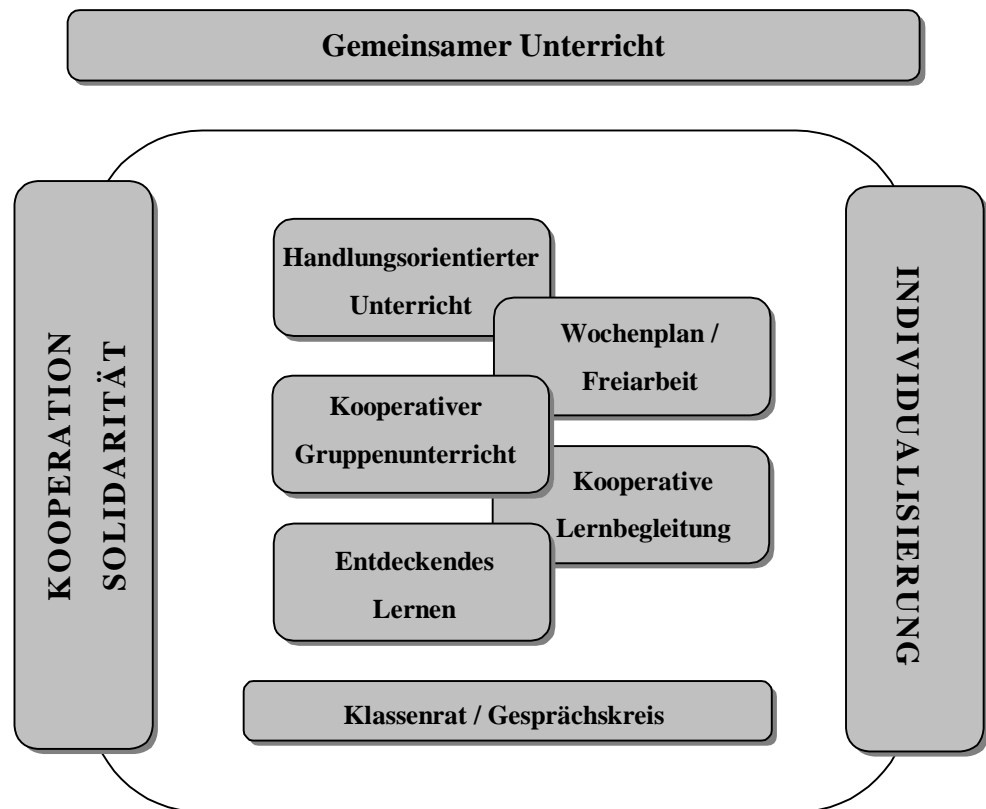 Gemeinsamer Unterricht
KOOPERATION
SOLIDARITÄT
Handlungsorientierter
Unterricht
Wochenplan /
Freiarbeit
Kooperativer
Gruppenunterricht
Kooperative
Lernbegleitung
Entdeckendes
Lernen
Klassenrat / Gesprächskreis
INDIVIDUALISIERUNG